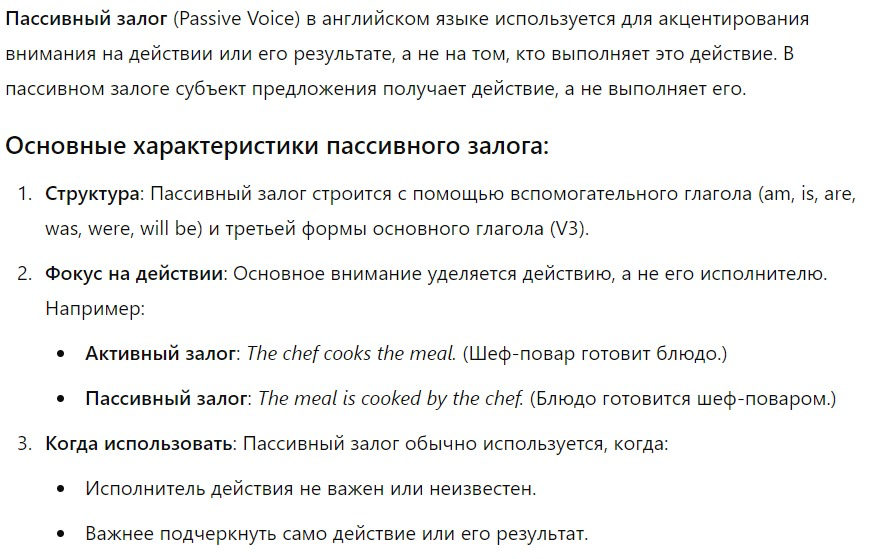 Пассивный залог (Passive Voice) в английском языке используется для акцентирования
внимания на действии или его результате, а не на том, кто выполняет это действие. В
пассивном залоге субъект предложения получает действие, а не выполняет его.
Основные характеристики пассивного залога:
1. Структура: Пассивный залог строится с помощью вспомогательного глагола (am, is, are,
was, were, will be) и третьей формы основного глагола (V3).
2. Фокус на действии: Основное внимание уделяется действию, а не его исполнителю.
Например:
• Активный залог: The chef cooks the meal. (Шеф-повар готовит блюдо.)
• Пассивный залог: The meal is cooked by the chef. (Блюдо готовится шеф-поваром.)
3. Когда использовать: Пассивный залог обычно используется, когда:
• Исполнитель действия не важен или неизвестен.
• Важнее подчеркнуть само действие или его результат.